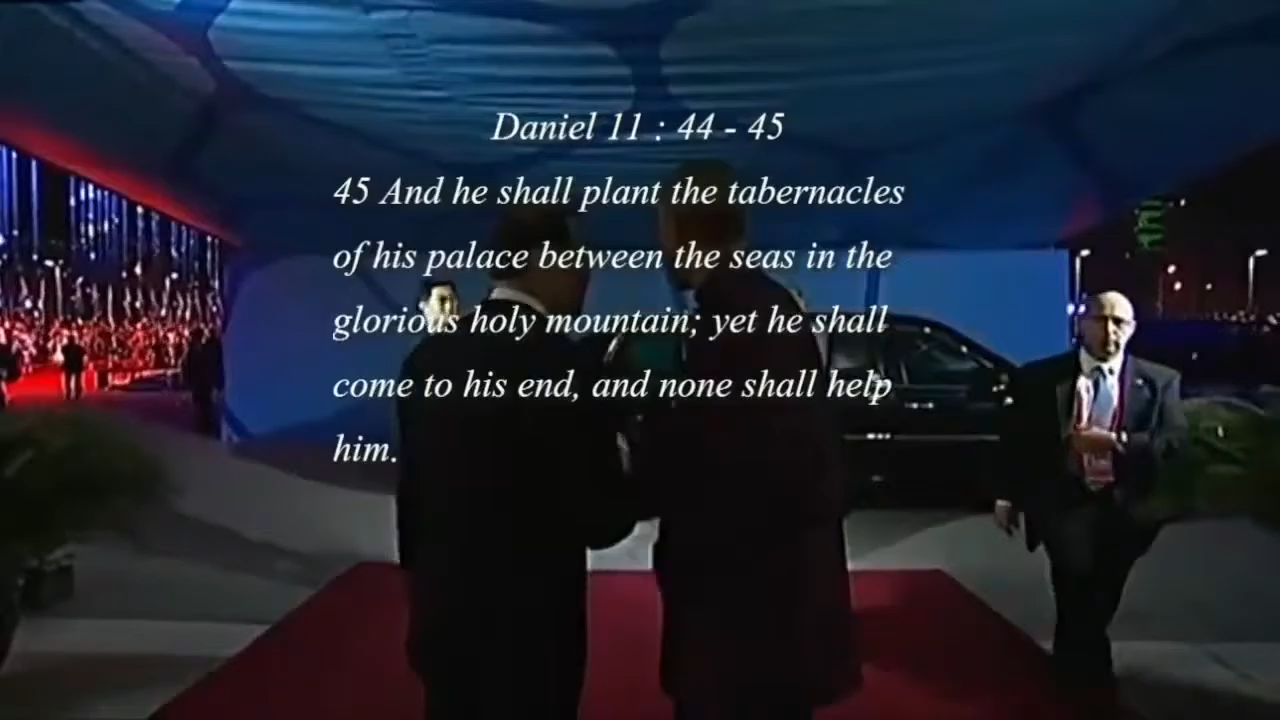 Daniel 11 : 44 - 45
45 And he shall plant the tabernacles
of his palace between the seas in the
glorious holy mountain; yet he shall
come to his end, and none shall help
him.